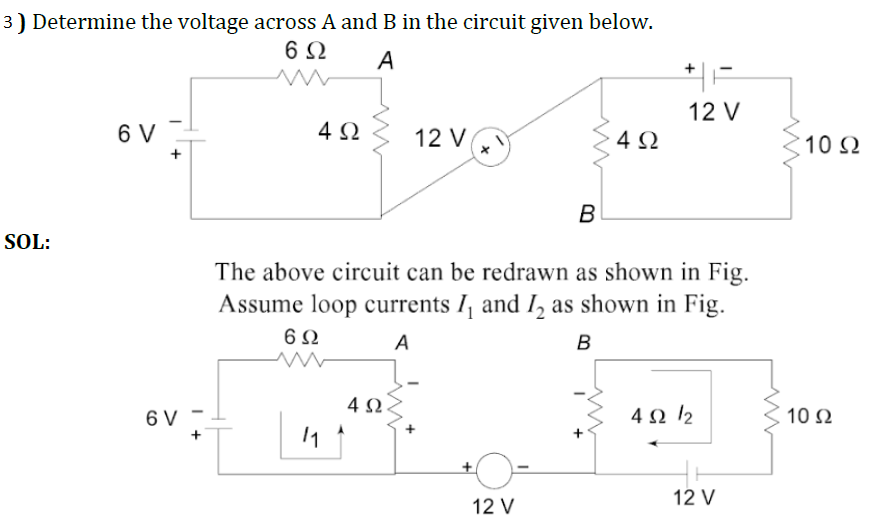 3) Determine the voltage across A and B in the circuit given below.
6 Ω
A
+ −
12 V
6 V
−
+
4 Ω
12 V
+ −
4 Ω
10 Ω
B
SOL:
The above circuit can be redrawn as shown in Fig.
Assume loop currents I₁ and I₂ as shown in Fig.
6 Ω
A
B
−
−
4 Ω
6 V
−
+
I₁
+
+
4 Ω I₂
10 Ω
+ −
12 V
12 V